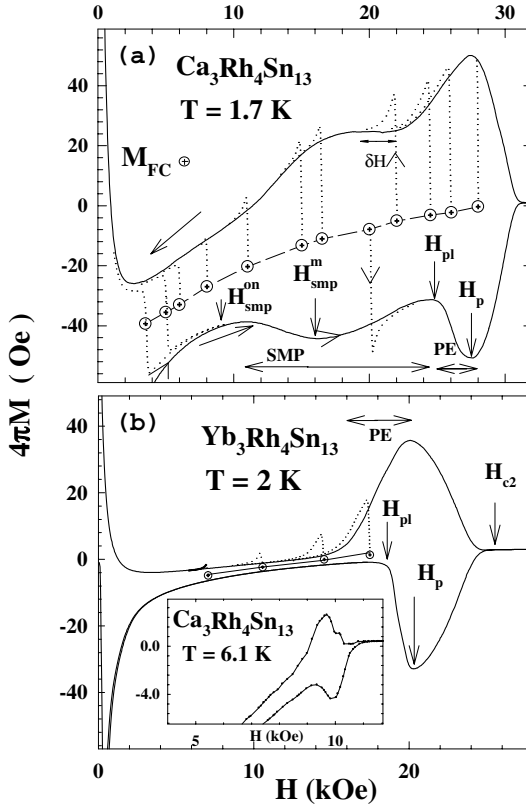 0 10 20 30
(a)
Ca3Rh4Sn13
T = 1.7 K
MFC
δH
Honsmp
Hmsmp
Hpl
Hp
SMP
PE
40
20
0
-20
-40
4πM ( Oe)
(b)
PE
Yb3Rh4Sn13
T = 2 K
Hc2
Hpl
Hp
40
20
0
-20
-40
Ca3Rh4Sn13
T = 6.1 K
0.0
-4.0
5 10
H (kOe)
0 10 20
H (kOe)